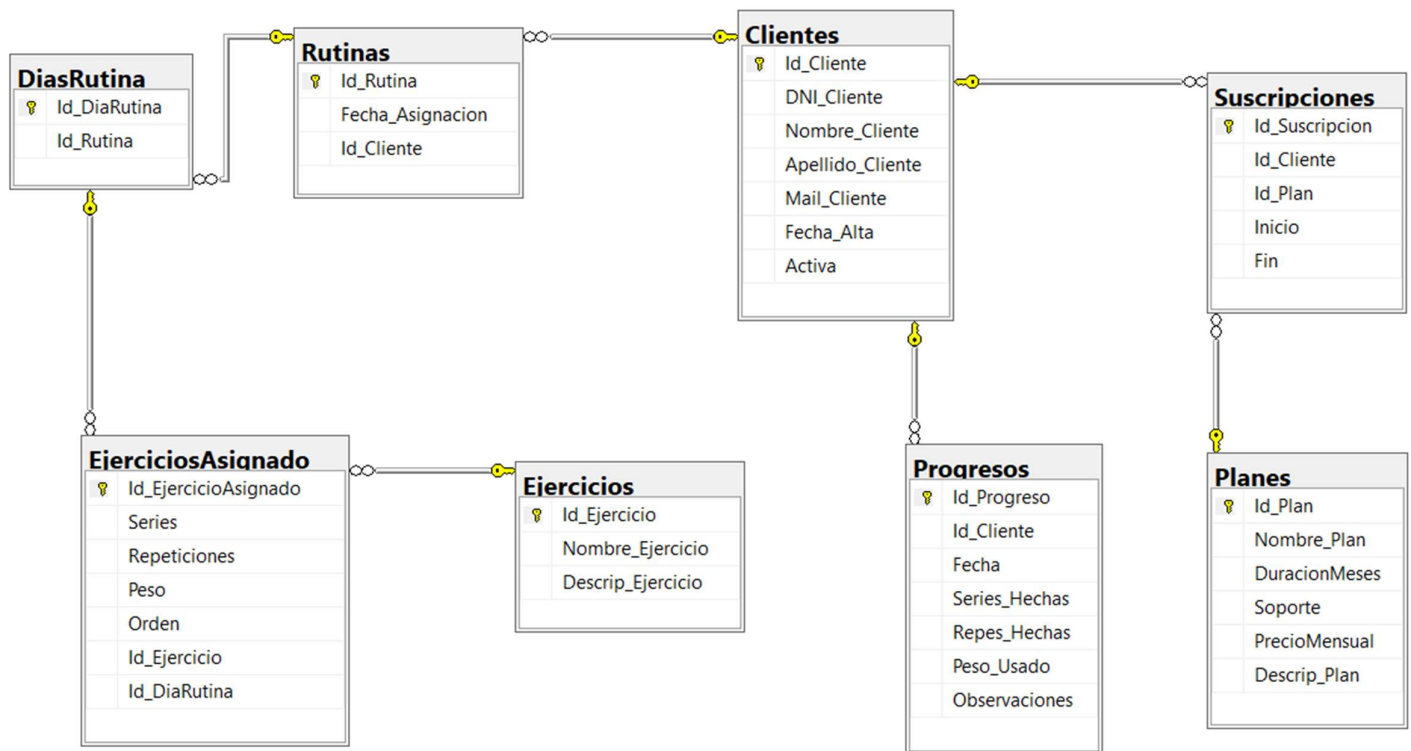 DiasRutina
Id_DiaRutina
Id_Rutina
Rutinas
Id_Rutina
Fecha_Asignacion
Id_Cliente
Clientes
Id_Cliente
DNI_Cliente
Nombre_Cliente
Apellido_Cliente
Mail_Cliente
Fecha_Alta
Activa
Suscripciones
Id_Suscripcion
Id_Cliente
Id_Plan
Inicio
Fin
EjerciciosAsignado
Id_EjercicioAsignado
Series
Repeticiones
Peso
Orden
Id_Ejercicio
Id_DiaRutina
Ejercicios
Id_Ejercicio
Nombre_Ejercicio
Descrip_Ejercicio
Progresos
Id_Progreso
Id_Cliente
Fecha
Series_Hechas
Repes_Hechas
Peso_Usado
Observaciones
Planes
Id_Plan
Nombre_Plan
DuracionMeses
Soporte
PrecioMensual
Descrip_Plan